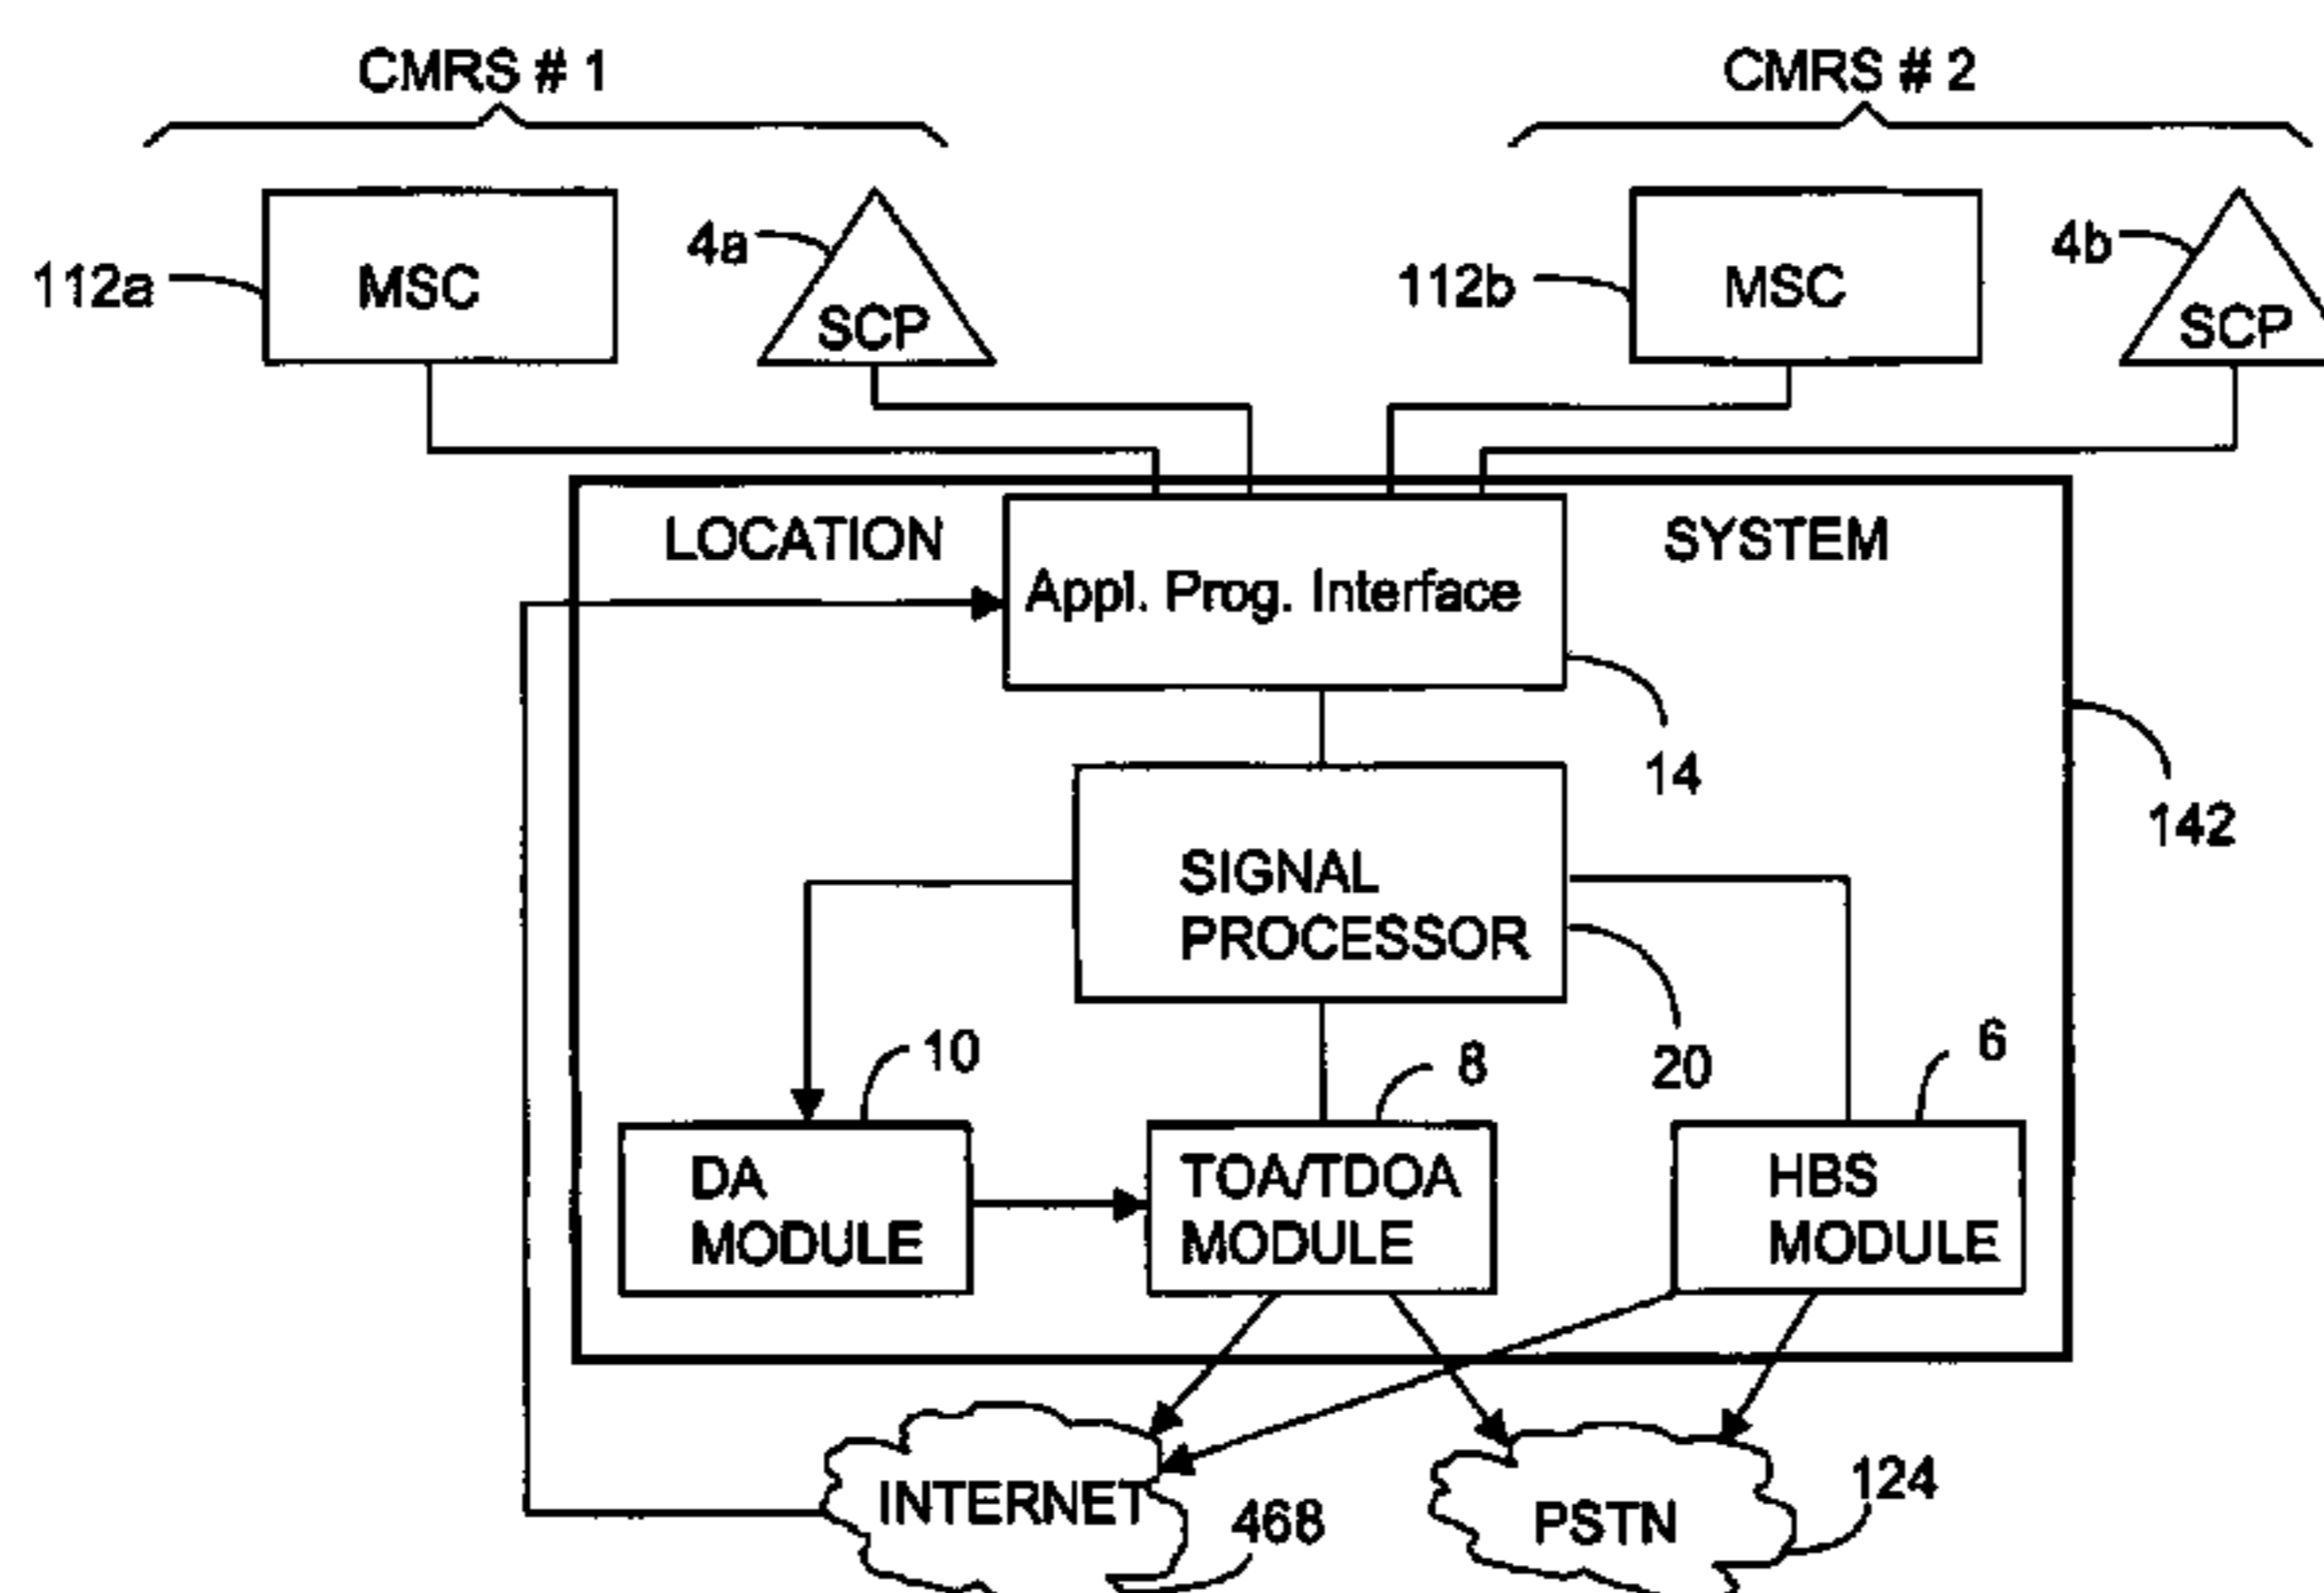 CMRS # 1
CMRS # 2
4a
4b
112a
MSC
SCP
112b
MSC
SCP
LOCATION
SYSTEM
Appl. Prog. Interface
14
142
SIGNAL
PROCESSOR
20
10
8
6
DA
MODULE
TOA/TDOA
MODULE
HBS
MODULE
INTERNET
468
PSTN
124